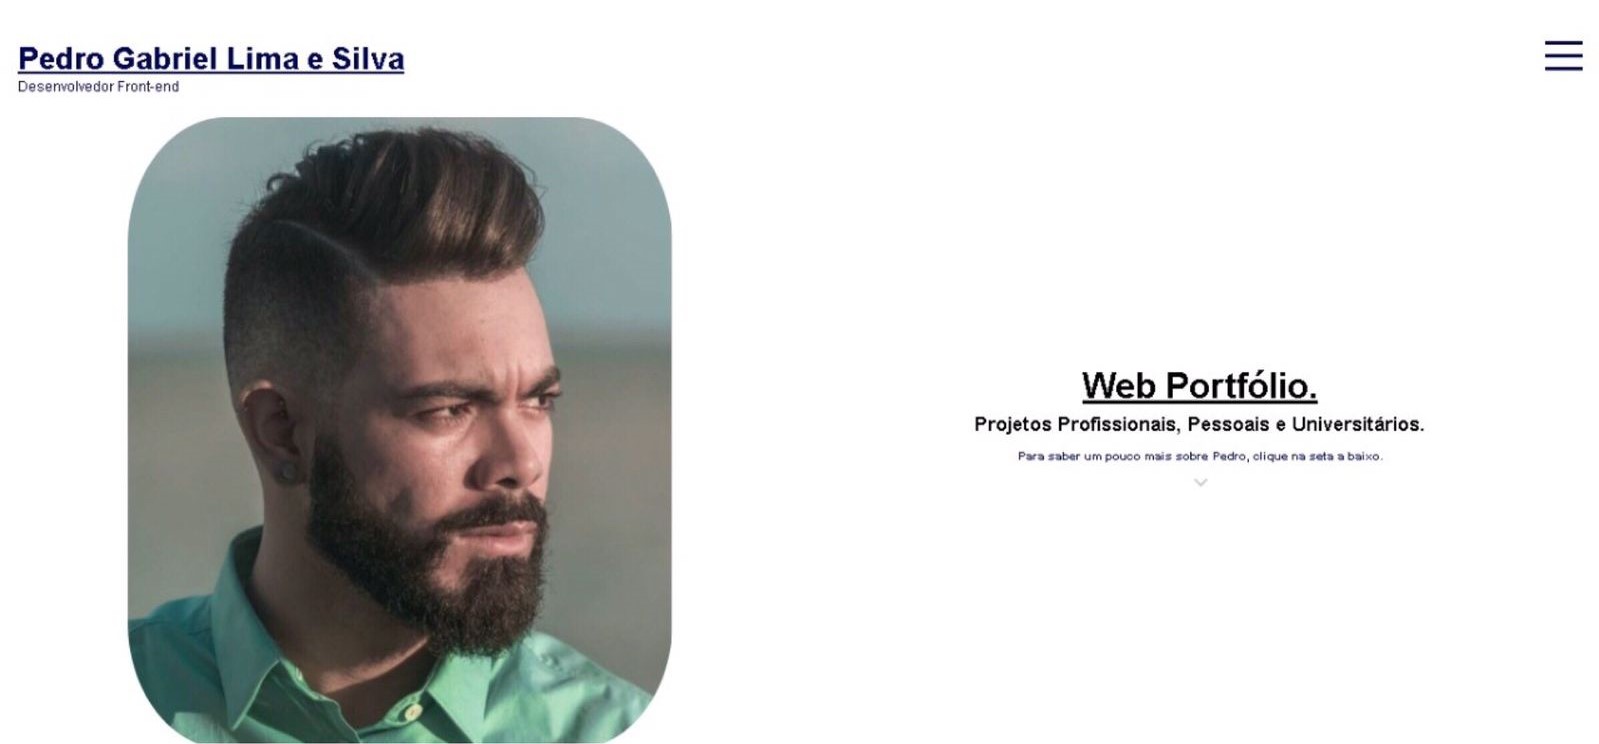 Pedro Gabriel Lima e Silva
Desenvolvedor Front-end
Web Portfólio.
Projetos Profissionais, Pessoais e Universitários.
Para saber um pouco mais sobre Pedro, clique na seta a baixo.